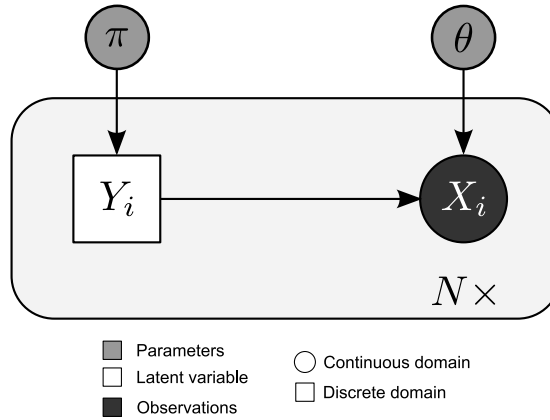 π θ
Y_i X_i
N ×
Parameters
Latent variable
Observations
Continuous domain
Discrete domain